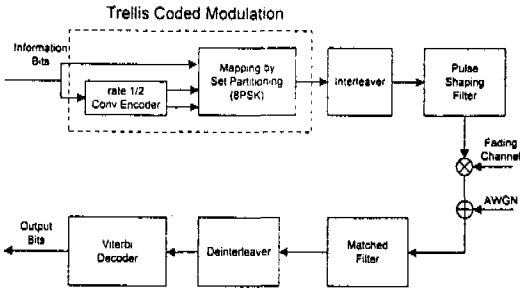 Trellis Coded Modulation
Information
Bits
rate 1/2
Conv Encoder
Mapping by
Set Partitioning
(8PSK)
Interleaver
Pulse
Shaping
Filter
Fading
Channel
AWGN
Output
Bits
Viterbi
Decoder
Deinterleaver
Matched
Filter